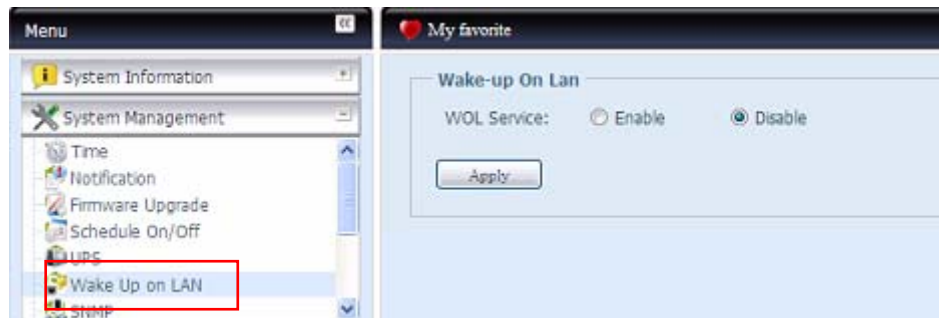 Menu
My favorite
System Information
System Management
Time
Notification
Firmware Upgrade
Schedule On/Off
UPS
Wake Up on LAN
SNMP
Wake-up On Lan
WOL Service: Enable Disable
Apply